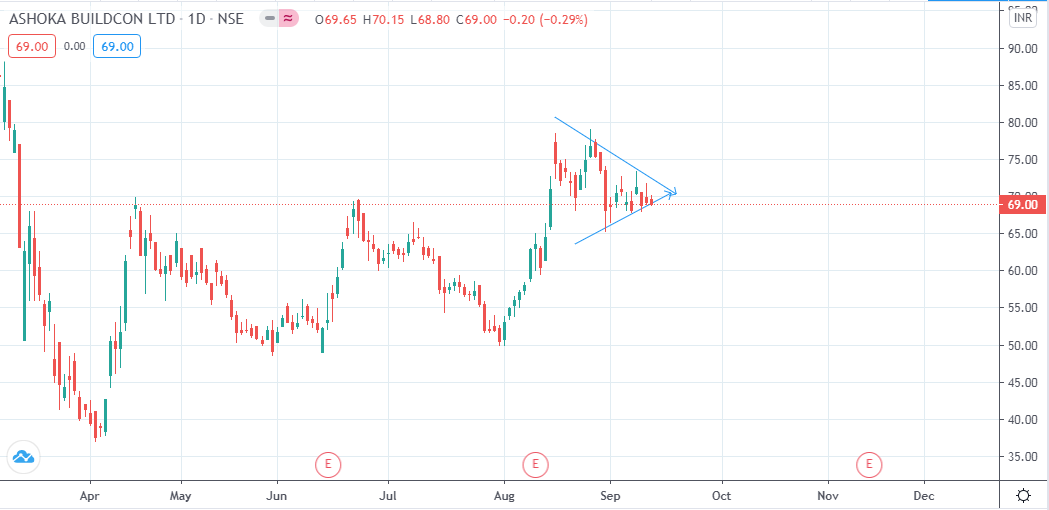 ASHOKA BUILDCON LTD · 1D · NSE O69.65 H70.15 L68.80 C69.00 −0.20 (−0.29%)
69.00 0.00 69.00
INR
90.00
85.00
80.00
75.00
70.00
69.00
65.00
60.00
55.00
50.00
45.00
40.00
35.00
E E E
Apr May Jun Jul Aug Sep Oct Nov Dec